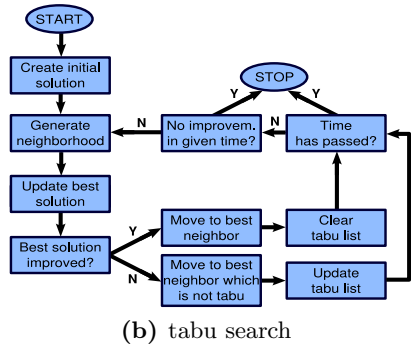 START
Create initial
solution
Generate
neighborhood
Update best
solution
Best solution
improved?
Y
N
Move to best
neighbor
Move to best
neighbor which
is not tabu
Clear
tabu list
Update
tabu list
Time
has passed?
Y
N
No improvem.
in given time?
Y
N
STOP
(b) tabu search